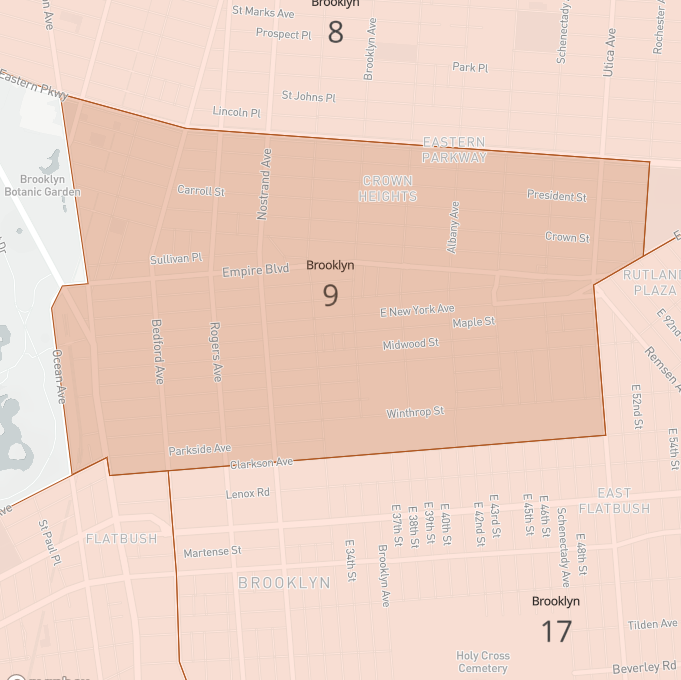 Brooklyn
8
St Marks Ave
Prospect Pl
Brooklyn Ave
Schenectady
Utica Ave
Rochester
Park Pl
Eastern Pkwy
St Johns Pl
Lincoln Pl
EASTERN
PARKWAY
Brooklyn
Botanic Garden
Carroll St
Nostrand Ave
CROWN
HEIGHTS
President St
Albany Ave
Crown St
Sullivan Pl
Empire Blvd
Brooklyn
9
RUTLAND
PLAZA
E New York Ave
Maple St
Midwood St
Ocean Ave
Bedford Ave
Rogers Ave
E 92nd
Remsen A
Winthrop St
E 52nd St
E 54th St
Parkside Ave
Clarkson Ave
Lenox Rd
EAST
FLATBUSH
St Paul Pl
FLATBUSH
Martense St
E 34th St
Brooklyn Ave
E 37th St
E 38th St
E 39th St
E 40th St
E 42nd St
E 43rd St
E 45th St
E 46th St
Schenectady Ave
E 48th St
BROOKLYN
Brooklyn
17
Tilden Ave
Holy Cross
Cemetery
Beverley Rd